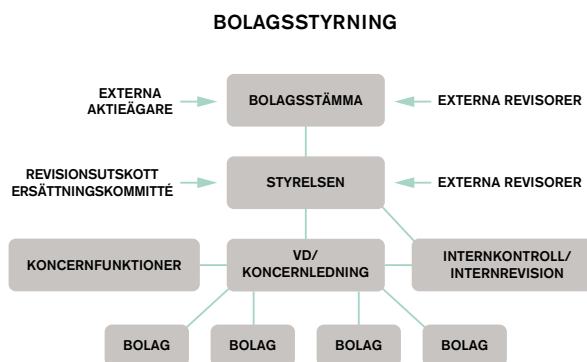 BOLAGSSTYRNING
EXTERNA
AKTIEÄGARE
BOLAGSSTÄMMA
EXTERNA REVISORER
REVISIONSUTSKOTT
ERSÄTTNINGSKOMMITTÉ
STYRELSEN
EXTERNA REVISORER
KONCERNFUNKTIONER
VD/
KONCERNLEDNING
INTERNKONTROLL/
INTERNREVISION
BOLAG
BOLAG
BOLAG
BOLAG